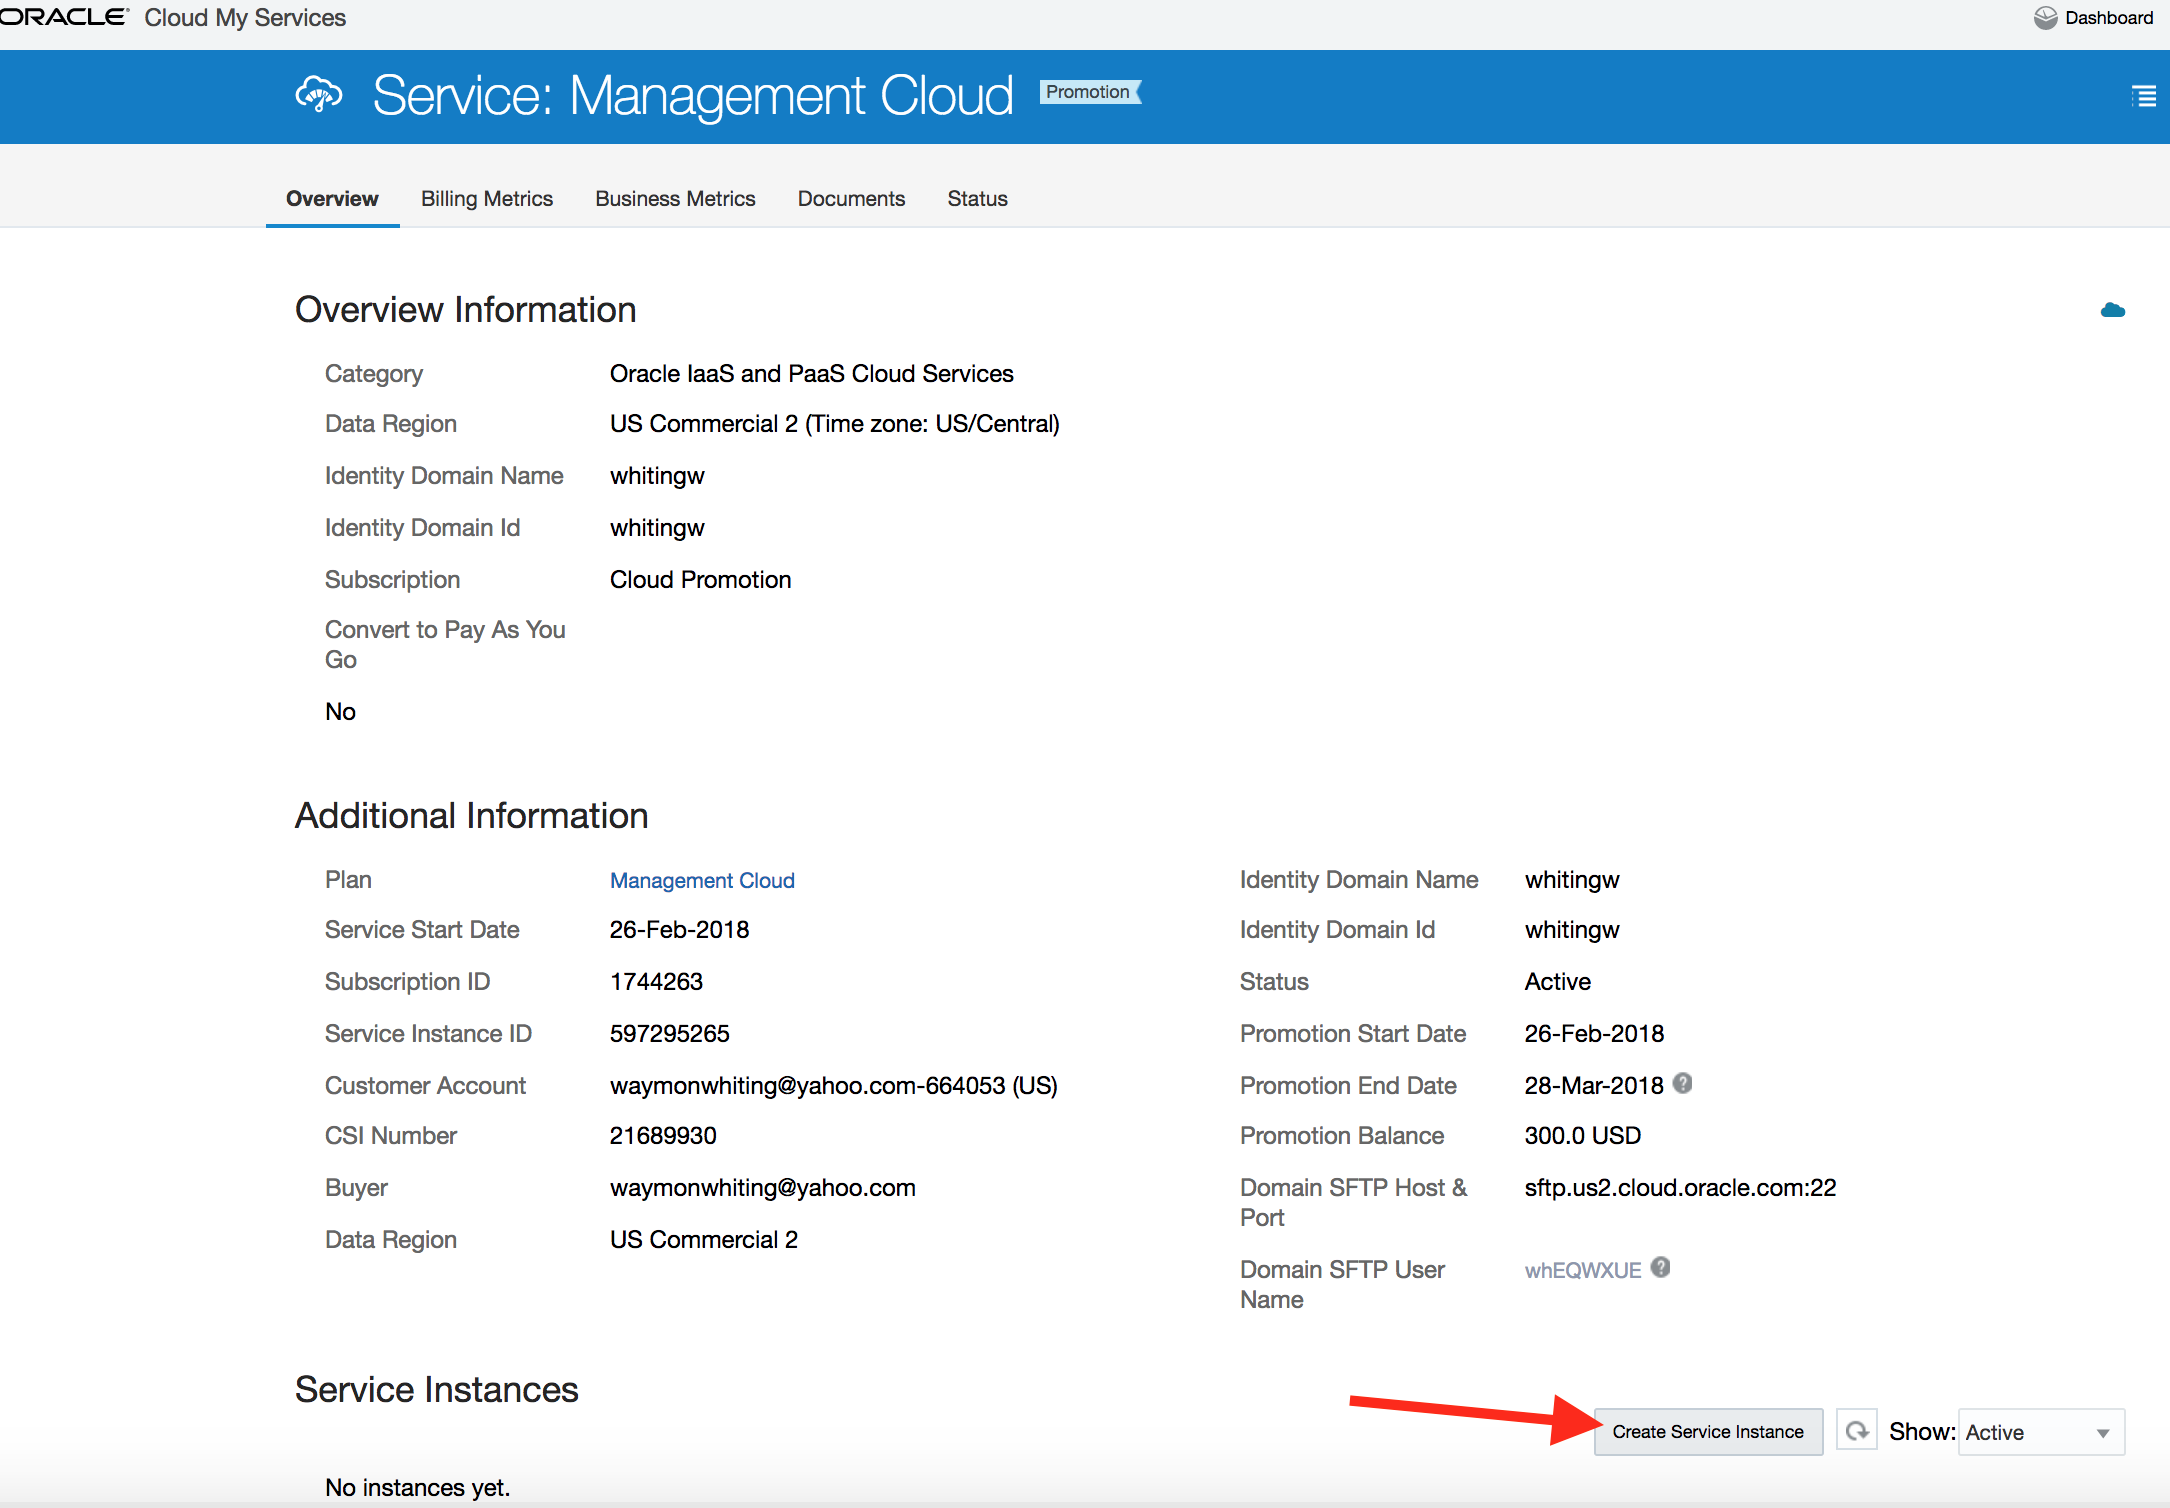 ORACLE Cloud My Services
Dashboard
Service: Management Cloud
Promotion
Overview
Billing Metrics
Business Metrics
Documents
Status
Overview Information
Category
Oracle IaaS and PaaS Cloud Services
Data Region
US Commercial 2 (Time zone: US/Central)
Identity Domain Name
whitingw
Identity Domain Id
whitingw
Subscription
Cloud Promotion
Convert to Pay As You
Go
No
Additional Information
Plan
Management Cloud
Service Start Date
26-Feb-2018
Subscription ID
1744263
Service Instance ID
597295265
Customer Account
waymonwhiting@yahoo.com-664053 (US)
CSI Number
21689930
Buyer
waymonwhiting@yahoo.com
Data Region
US Commercial 2
Identity Domain Name
whitingw
Identity Domain Id
whitingw
Status
Active
Promotion Start Date
26-Feb-2018
Promotion End Date
28-Mar-2018 ?
Promotion Balance
300.0 USD
Domain SFTP Host &
Port
sftp.us2.cloud.oracle.com:22
Domain SFTP User
Name
whEQWXUE ?
Service Instances
Create Service Instance
Show:
Active
No instances yet.